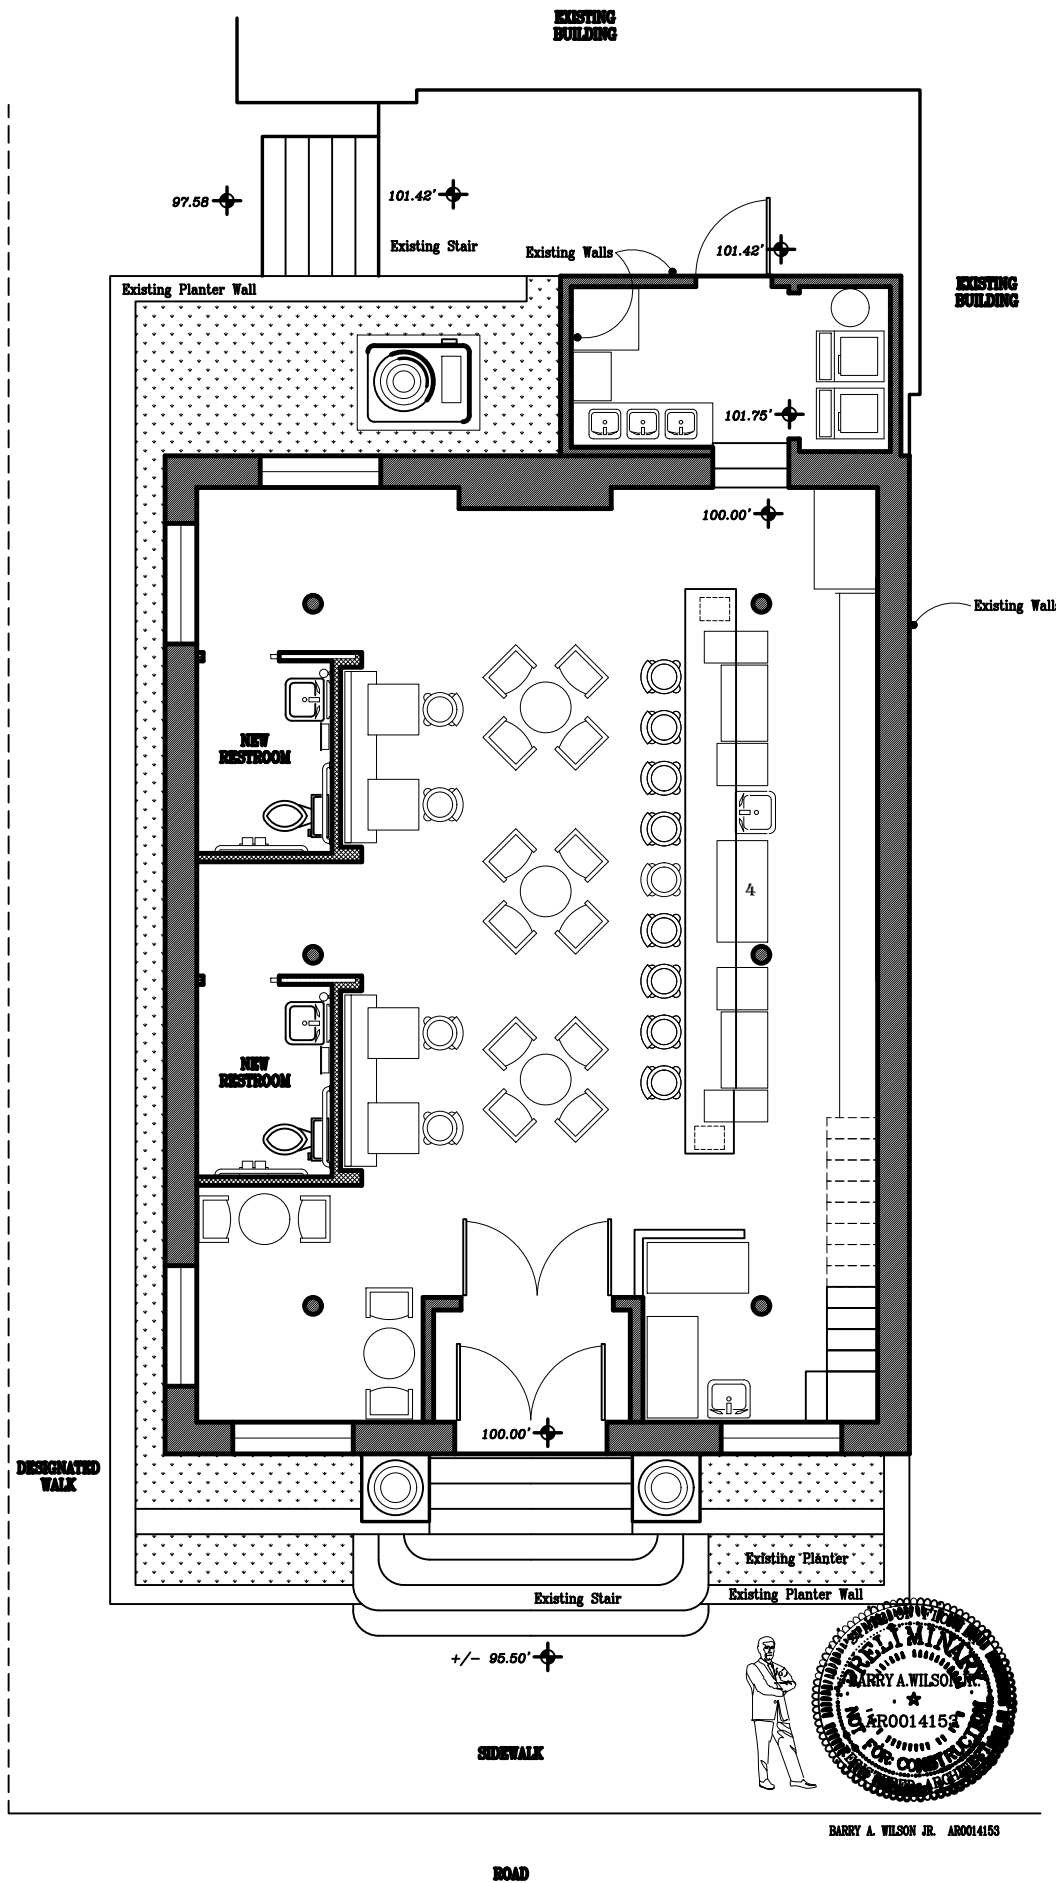 EXISTING
BUILDING
97.58
101.42'
Existing Stair
Existing Walls
101.42'
Existing Planter Wall
EXISTING
BUILDING
101.75'
100.00'
Existing Wall
NEW
RESTROOM
4
NEW
RESTROOM
100.00'
DESIGNATED
WALK
Existing Planter
Existing Stair
Existing Planter Wall
+/- 95.50'
PRELIMINARY
BARRY A. WILSON JR.
AR0014153
NOT FOR CONSTRUCTION
SIDEWALK
BARRY A. WILSON JR. AR0014153
ROAD